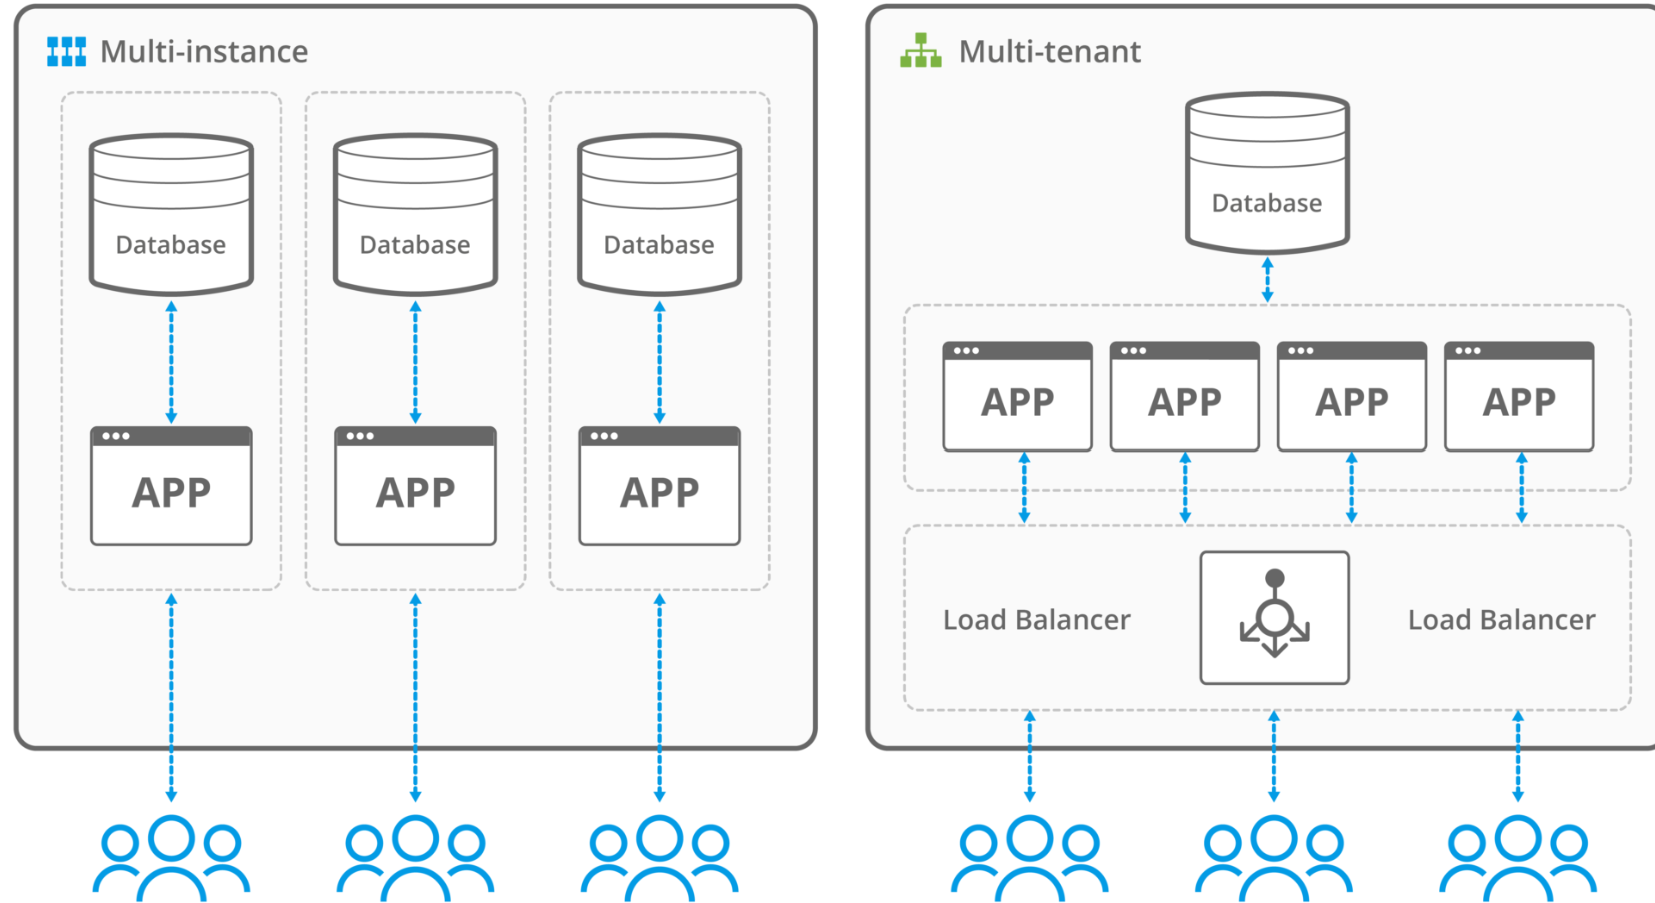 Multi-instance
Database
Database
Database
APP
APP
APP
Multi-tenant
Database
APP
APP
APP
APP
Load Balancer
Load Balancer